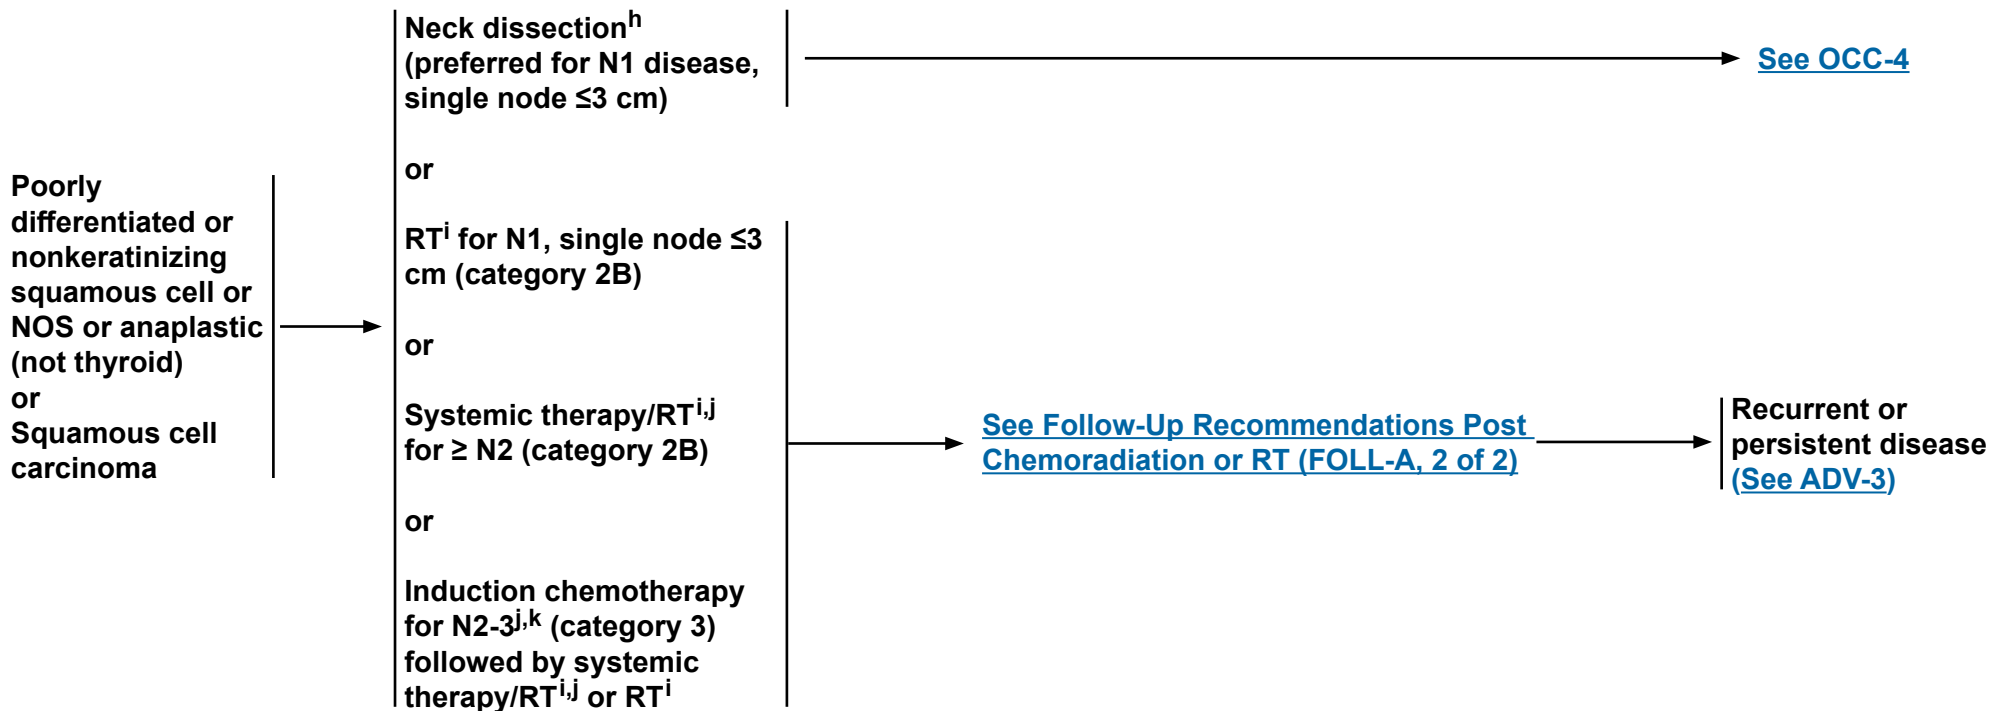 Poorly
differentiated or
nonkeratinizing
squamous cell or
NOS or anaplastic
(not thyroid)
or
Squamous cell
carcinoma
Neck dissectionh
(preferred for N1 disease,
single node ≤3 cm)
or
RTi for N1, single node ≤3
cm (category 2B)
or
Systemic therapy/RTi,j
for ≥ N2 (category 2B)
or
Induction chemotherapy
for N2-3j,k (category 3)
followed by systemic
therapy/RTi,j or RTi
See OCC-4
See Follow-Up Recommendations Post
Chemoradiation or RT (FOLL-A, 2 of 2)
Recurrent or
persistent disease
(See ADV-3)